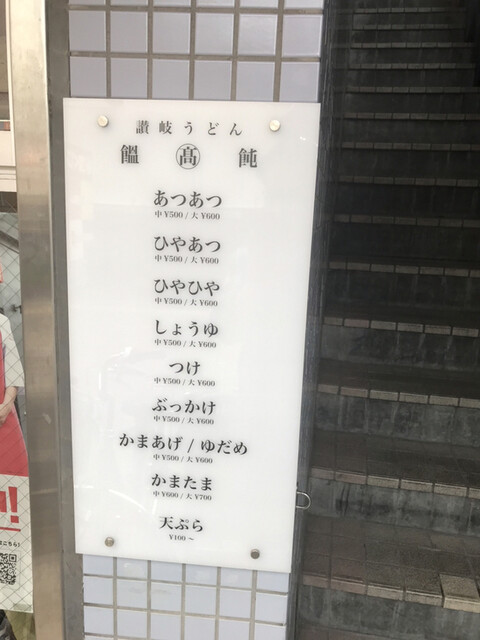 讃岐うどん
饂 髙 飩
あつあつ
中 ¥500 / 大 ¥600
ひやあつ
中 ¥500 / 大 ¥600
ひやひや
中 ¥500 / 大 ¥600
しょうゆ
中 ¥500 / 大 ¥600
つけ
中 ¥500 / 大 ¥600
ぶっかけ
中 ¥500 / 大 ¥600
かまあげ / ゆだめ
中 ¥500 / 大 ¥600
かまたま
中 ¥600 / 大 ¥700
天ぷら
¥100～